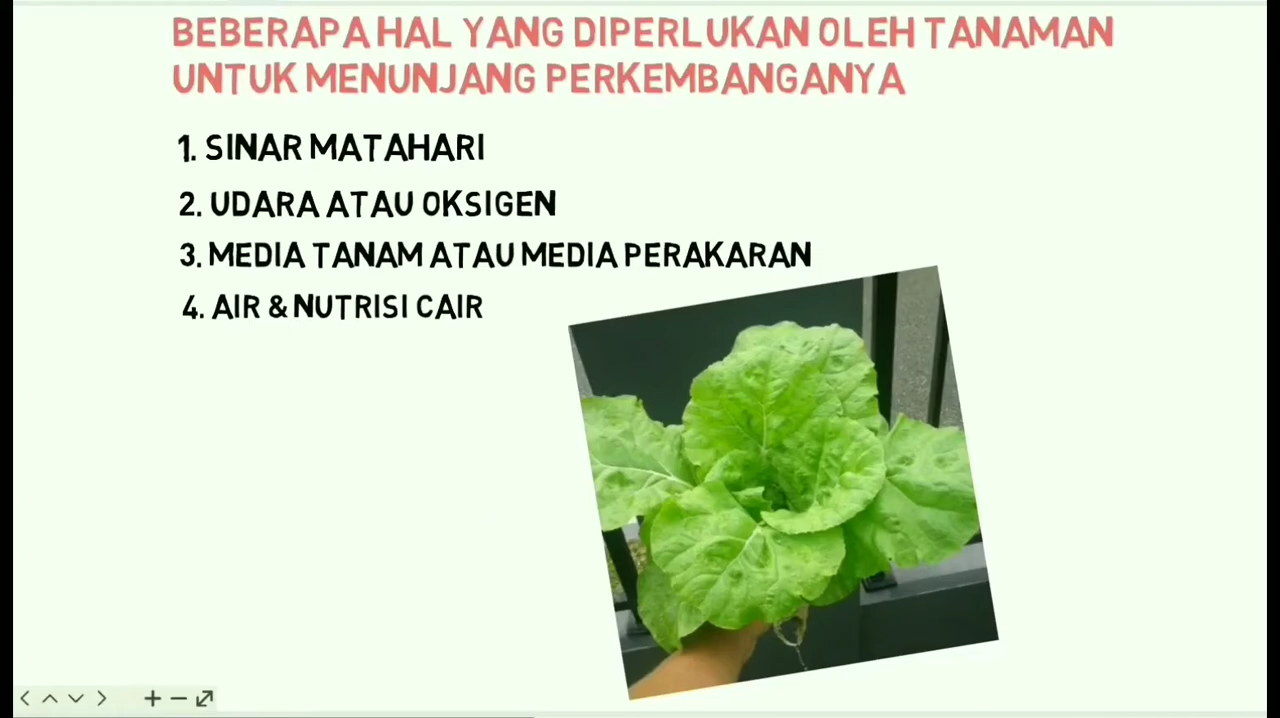 BEBERAPA HAL YANG DIPERLUKAN OLEH TANAMAN
UNTUK MENUNJANG PERKEMBANGANYA
1. SINAR MATAHARI
2. UDARA ATAU OKSIGEN
3. MEDIA TANAM ATAU MEDIA PERAKARAN
4. AIR & NUTRISI CAIR